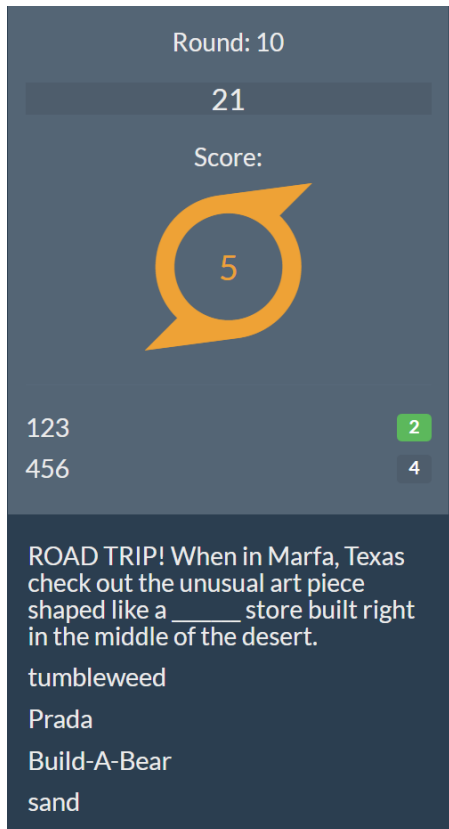 Round: 10
21
Score:
5
123 2
456 4
ROAD TRIP! When in Marfa, Texas
check out the unusual art piece
shaped like a ______ store built right
in the middle of the desert.
tumbleweed
Prada
Build-A-Bear
sand